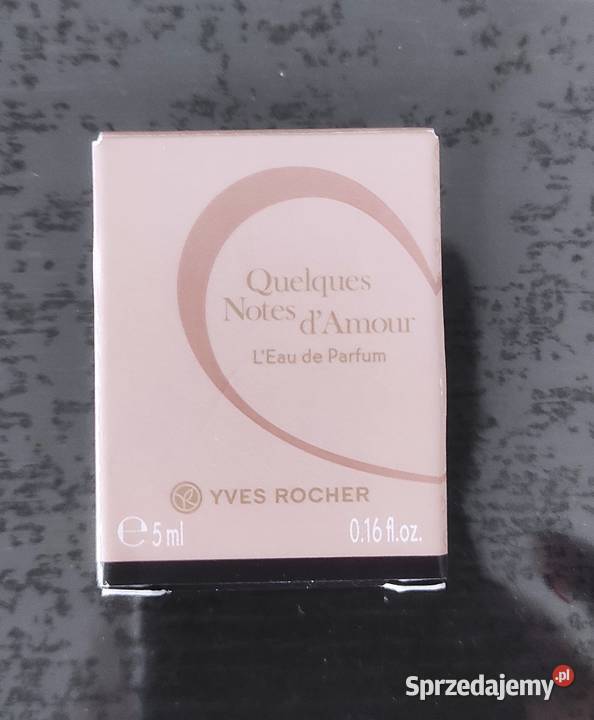 Quelques
Notes d'Amour
L'Eau de Parfum
YVES ROCHER
e 5 ml 0.16 fl.oz.
Sprzedajemy.pl